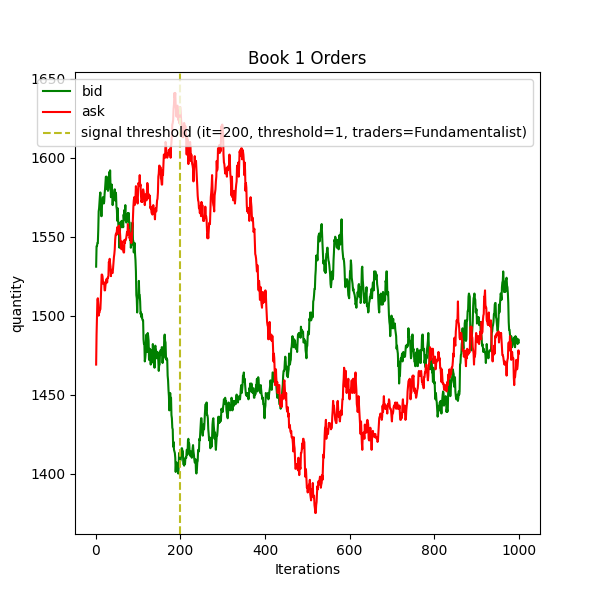 Book 1 Orders
bid
ask
signal threshold (it=200, threshold=1, traders=Fundamentalist)
1650
1600
1550
1500
1450
1400
quantity
0 200 400 600 800 1000
Iterations